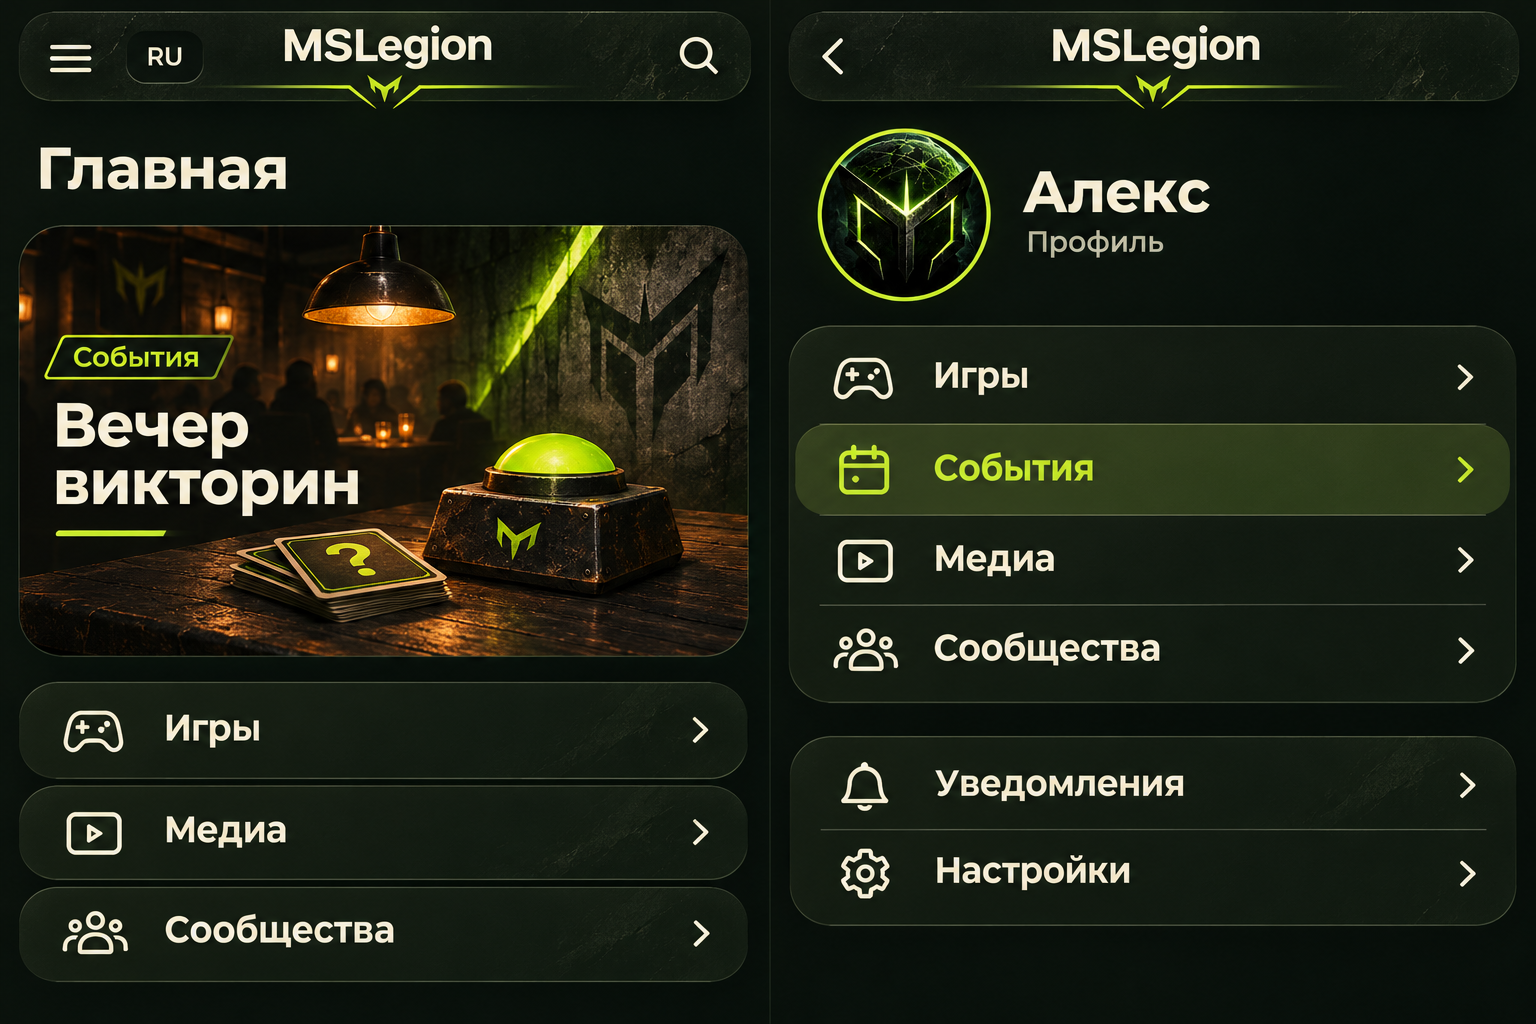 RU
MSLegion
Главная
События
Вечер
викторин
?
Игры
Медиа
Сообщества
MSLegion
Алекс
Профиль
Игры
События
Медиа
Сообщества
Уведомления
Настройки